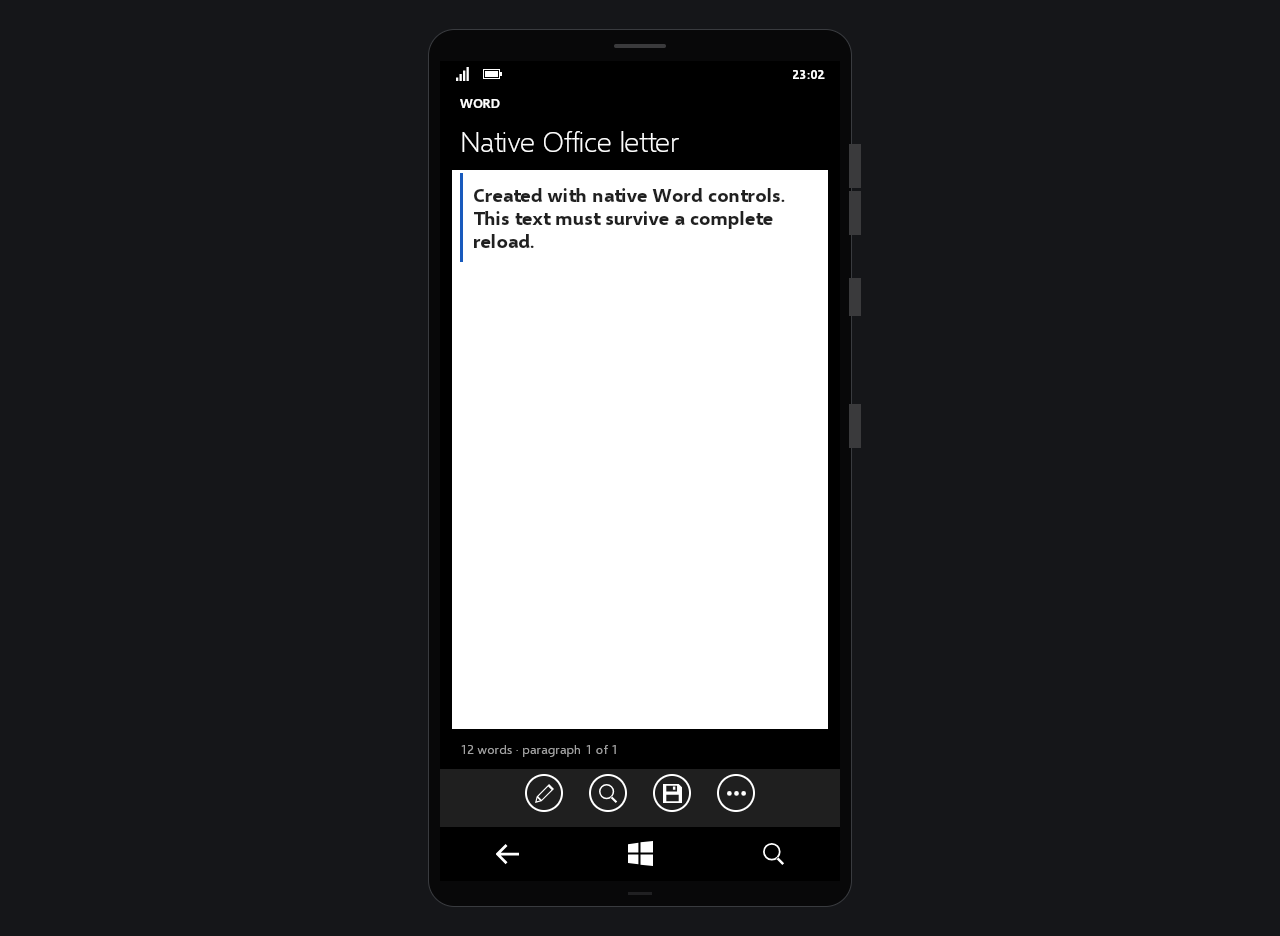 23:02
WORD
Native Office letter
Created with native Word controls.
This text must survive a complete
reload.
12 words · paragraph 1 of 1